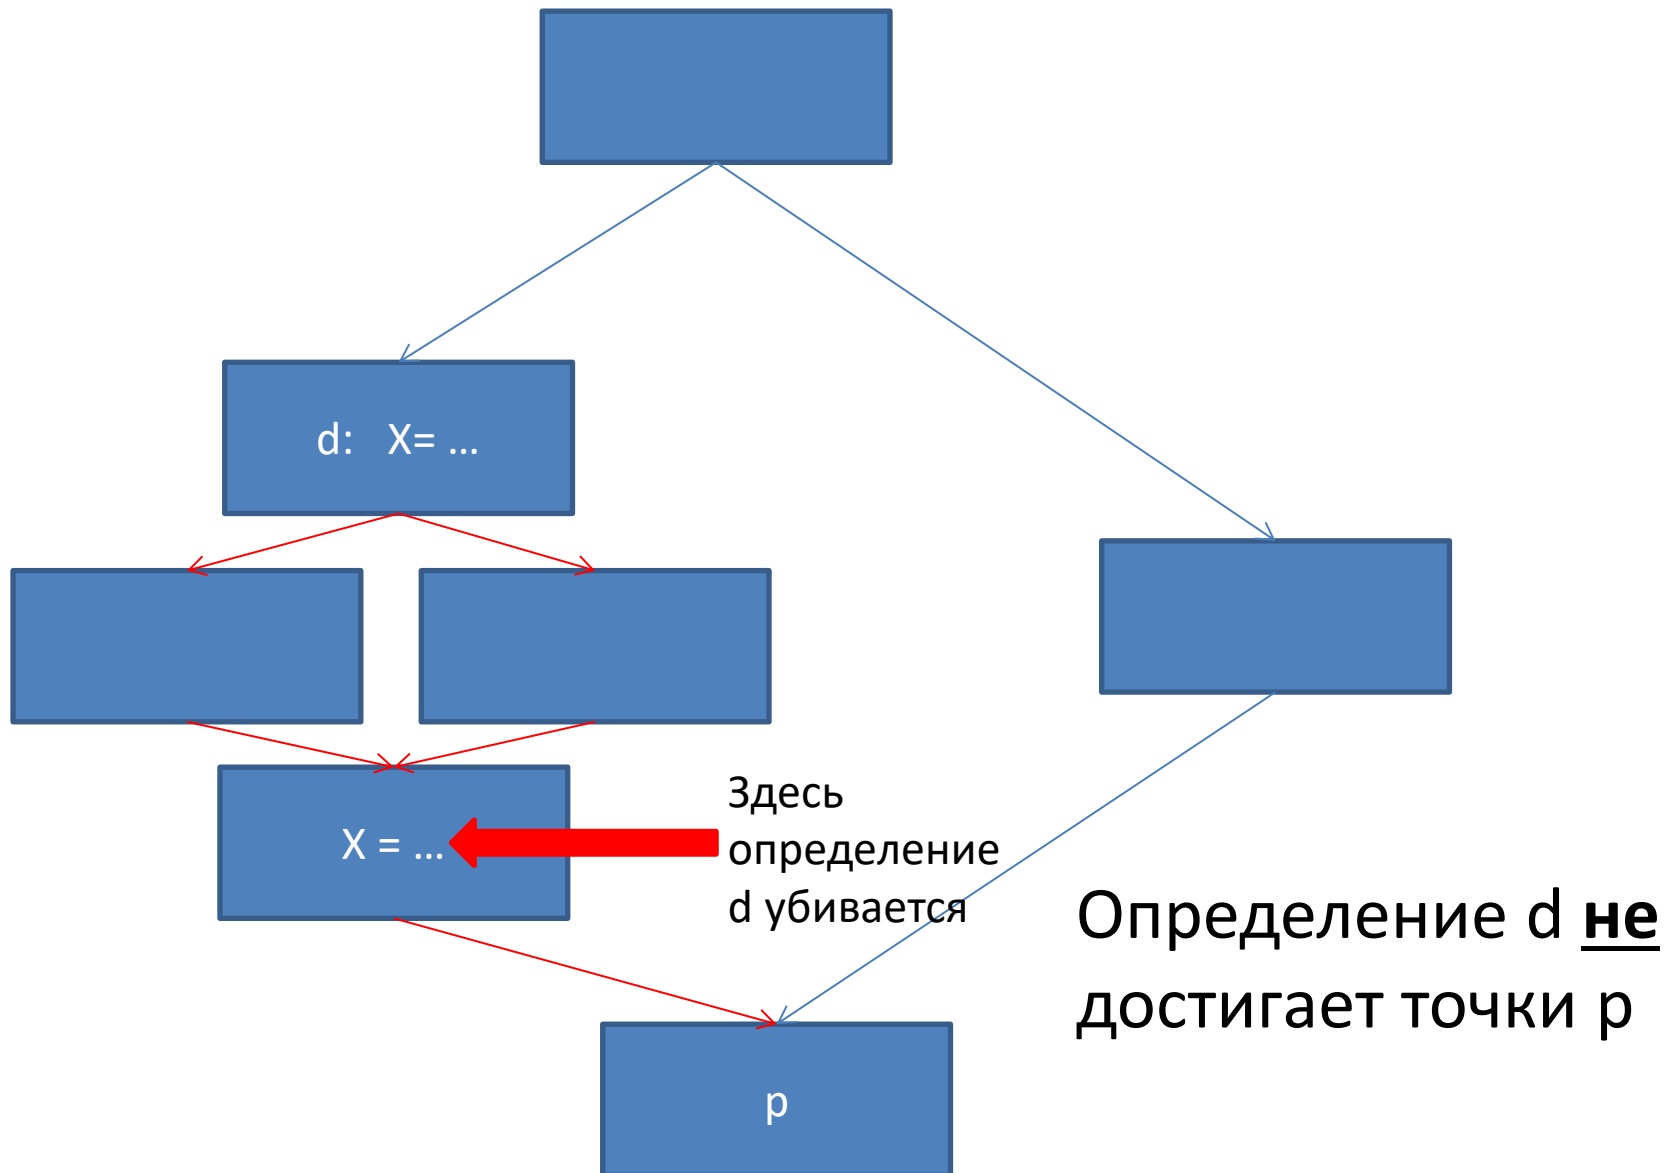 d: X= ...
X = ...
Здесь
определение
d убивается
Определение d не
достигает точки p
p